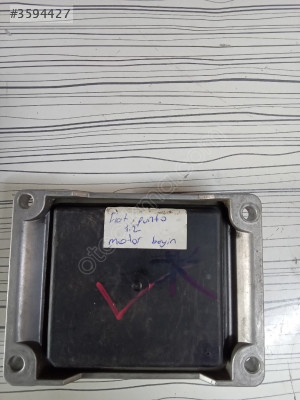 #3594427
fiat punto
1.2
motor beyin